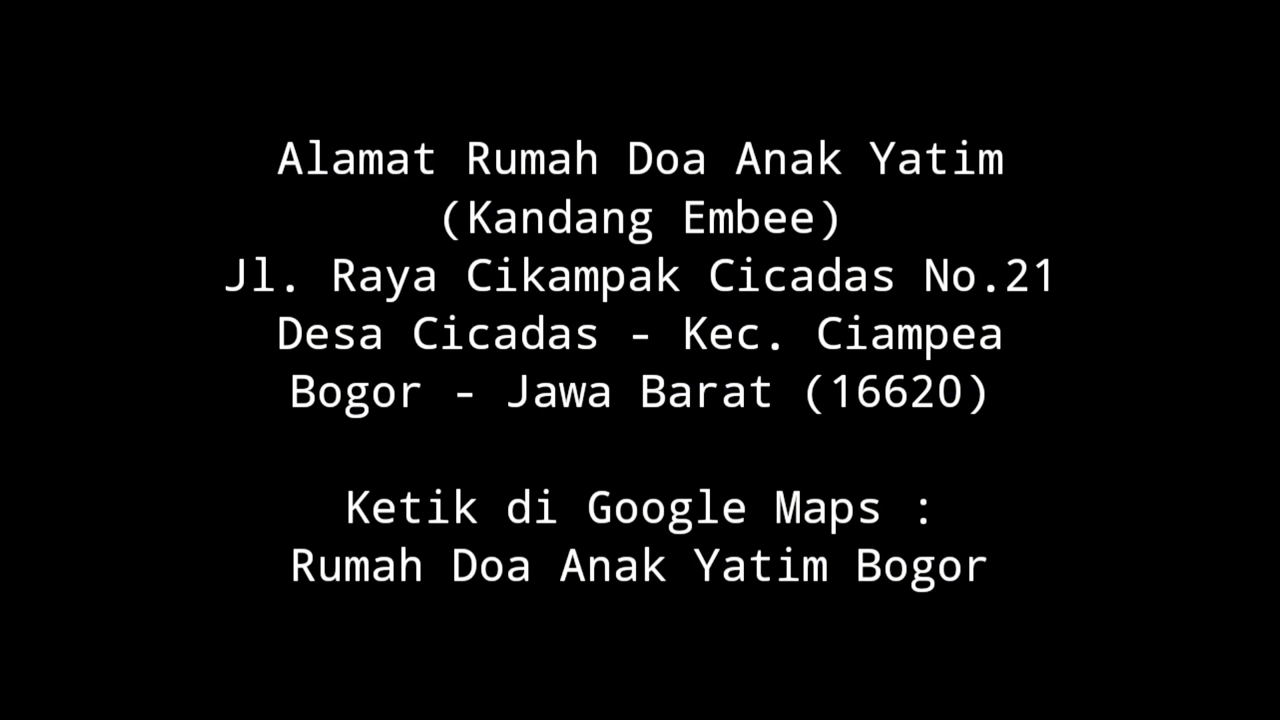 Alamat Rumah Doa Anak Yatim
(Kandang Embee)
Jl. Raya Cikampak Cicadas No.21
Desa Cicadas - Kec. Ciampea
Bogor - Jawa Barat (16620)
Ketik di Google Maps :
Rumah Doa Anak Yatim Bogor